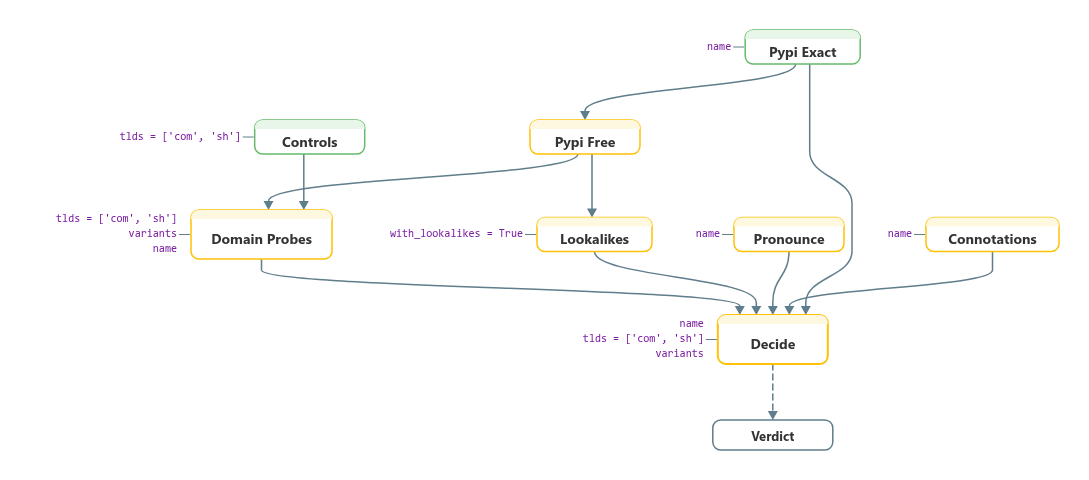 name
Pypi Exact
tlds = ['com', 'sh']
Controls
Pypi Free
tlds = ['com', 'sh']
variants
name
Domain Probes
with_lookalikes = True
Lookalikes
name
Pronounce
name
Connotations
name
tlds = ['com', 'sh']
variants
Decide
Verdict